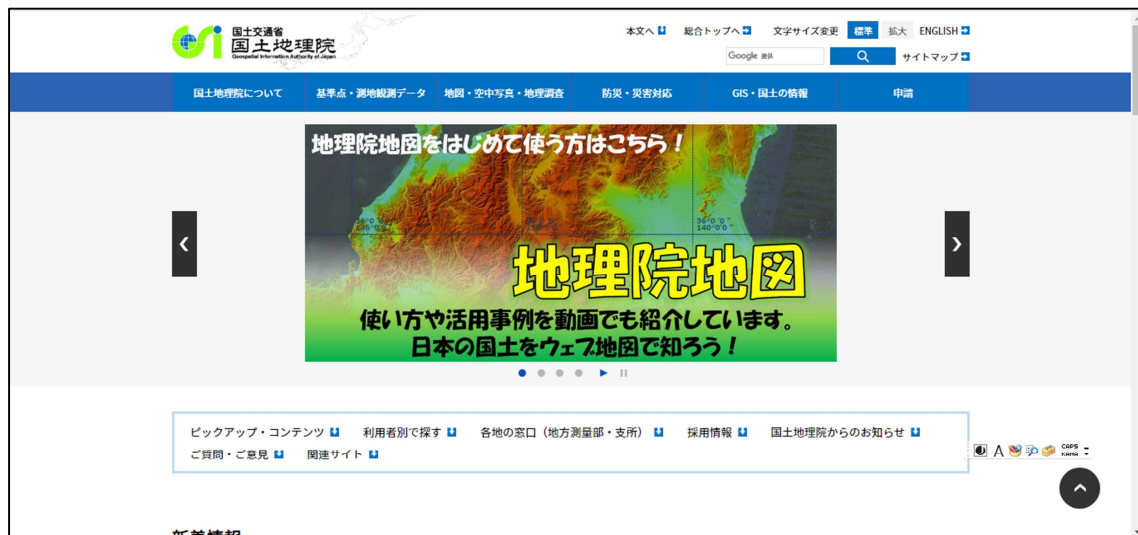 国土交通省
国土地理院
Geospatial Information Authority of Japan
本文へ 総合トップへ 文字サイズ変更 標準 拡大 ENGLISH
Google 提供 サイトマップ
国土地理院について 基準点・測地観測データ 地図・空中写真・地理調査 防災・災害対応 GIS・国土の情報 申請
地理院地図をはじめて使う方はこちら！
36°0'0"
140°0'0"
地理院地図
使い方や活用事例を動画でも紹介しています。
日本の国土をウェブ地図で知ろう！
ピックアップ・コンテンツ 利用者別で探す 各地の窓口（地方測量部・支所） 採用情報 国土地理院からのお知らせ
ご質問・ご意見 関連サイト
A CAPS
KANA